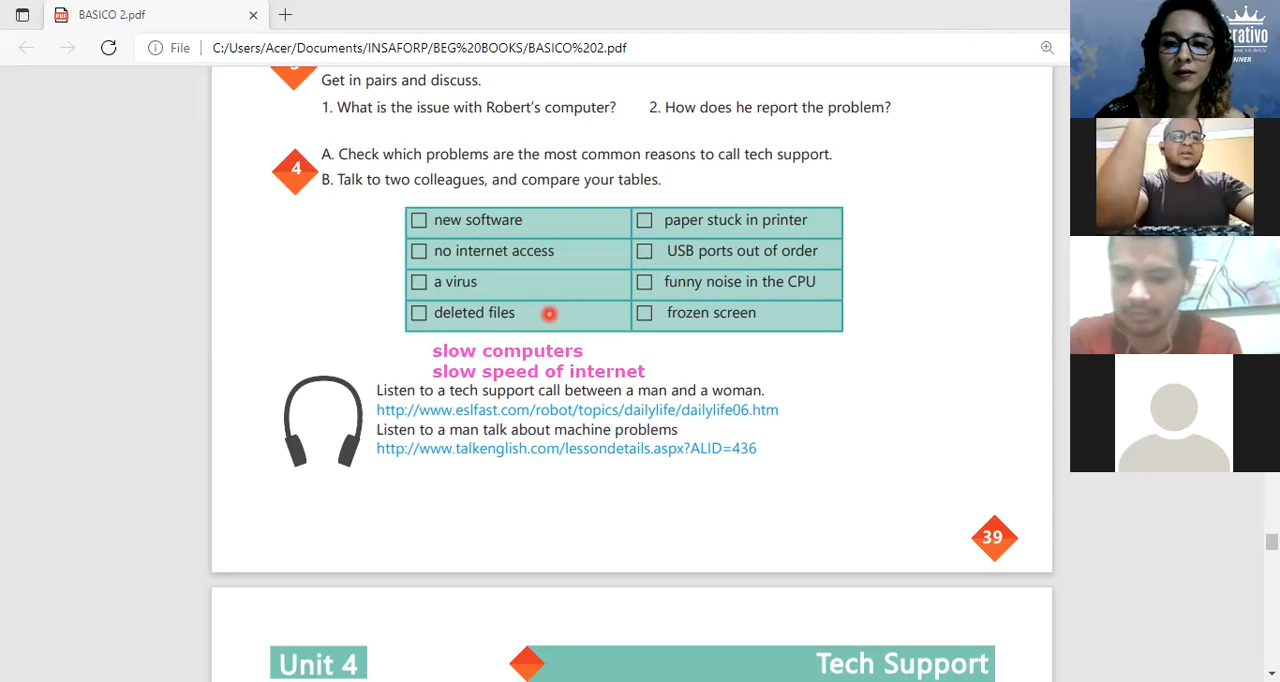 BASICO 2.pdf
File C:/Users/Acer/Documents/INSAFORP/BEG%20BOOKS/BASICO%202.pdf
Get in pairs and discuss.
1. What is the issue with Robert's computer? 2. How does he report the problem?
4
A. Check which problems are the most common reasons to call tech support.
B. Talk to two colleagues, and compare your tables.
new software
paper stuck in printer
no internet access
USB ports out of order
a virus
funny noise in the CPU
deleted files
frozen screen
slow computers
slow speed of internet
Listen to a tech support call between a man and a woman.
http://www.eslfast.com/robot/topics/dailylife/dailylife06.htm
Listen to a man talk about machine problems
http://www.talkenglish.com/lessondetails.aspx?ALID=436
39
Unit 4
Tech Support